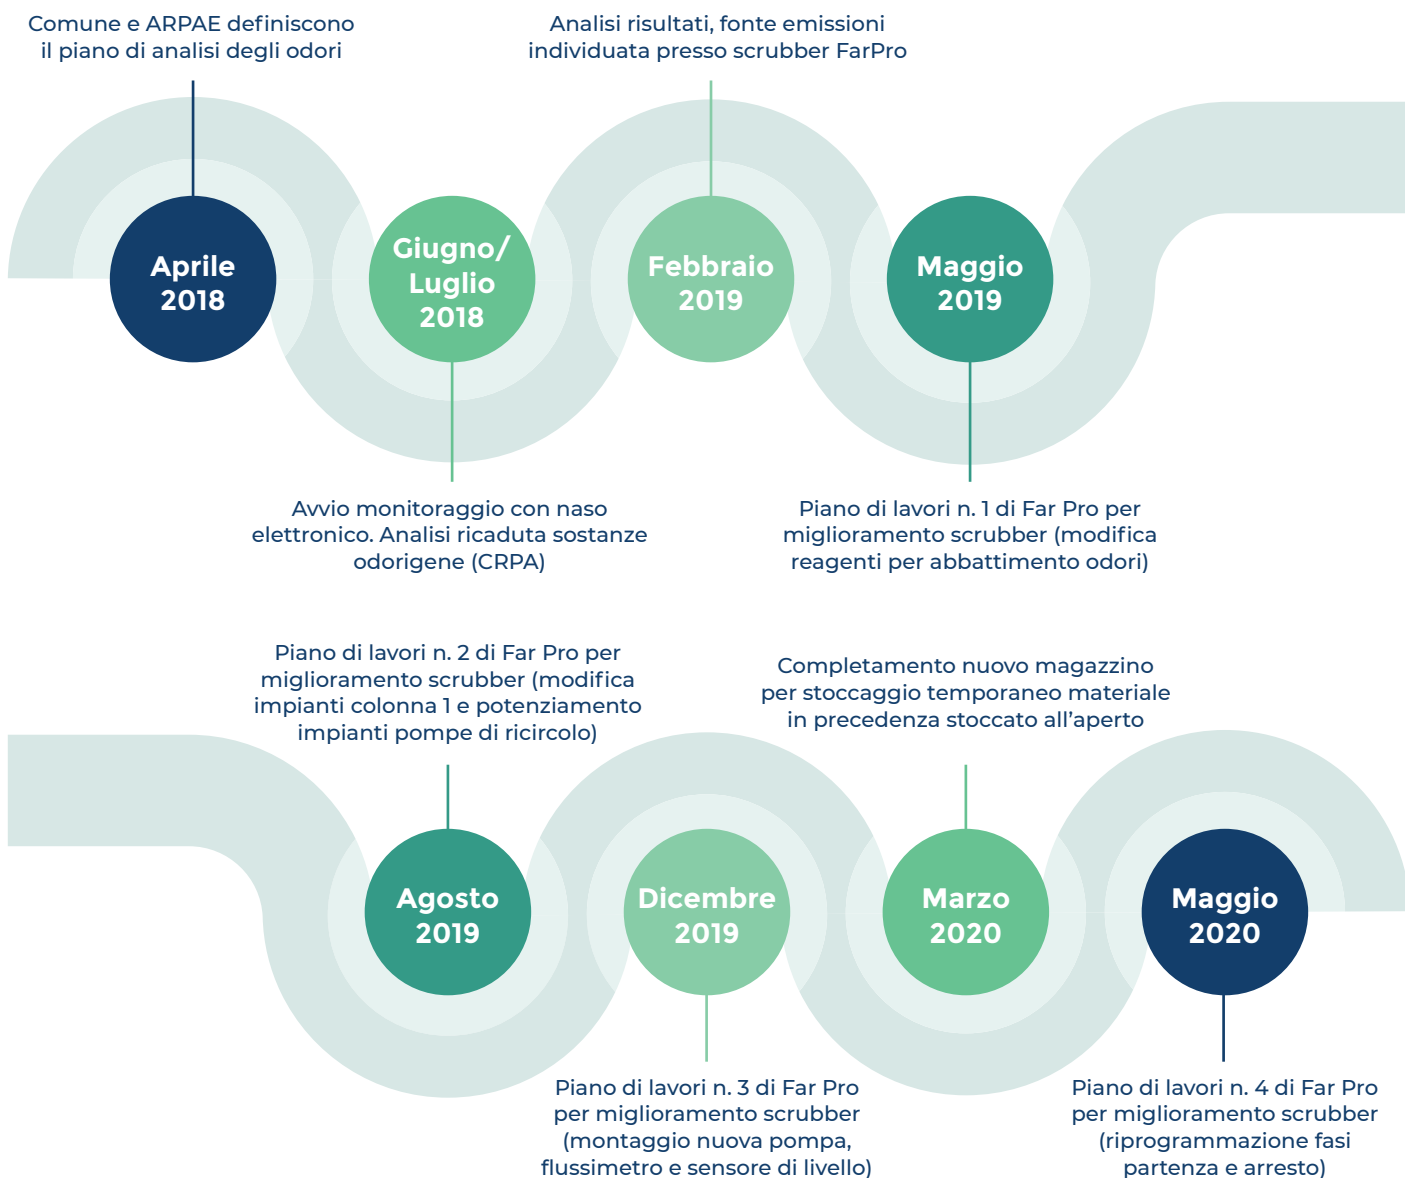 Comune e ARPAE definiscono
il piano di analisi degli odori
Analisi risultati, fonte emissioni
individuata presso scrubber FarPro
Aprile
2018
Giugno/
Luglio
2018
Febbraio
2019
Maggio
2019
Avvio monitoraggio con naso
elettronico. Analisi ricaduta sostanze
odorigene (CRPA)
Piano di lavori n. 1 di Far Pro per
miglioramento scrubber (modifica
reagenti per abbattimento odori)
Piano di lavori n. 2 di Far Pro per
miglioramento scrubber (modifica
impianti colonna 1 e potenziamento
impianti pompe di ricircolo)
Completamento nuovo magazzino
per stoccaggio temporaneo materiale
in precedenza stoccato all'aperto
Agosto
2019
Dicembre
2019
Marzo
2020
Maggio
2020
Piano di lavori n. 3 di Far Pro
per miglioramento scrubber
(montaggio nuova pompa,
flussimetro e sensore di livello)
Piano di lavori n. 4 di Far Pro
per miglioramento scrubber
(riprogrammazione fasi
partenza e arresto)